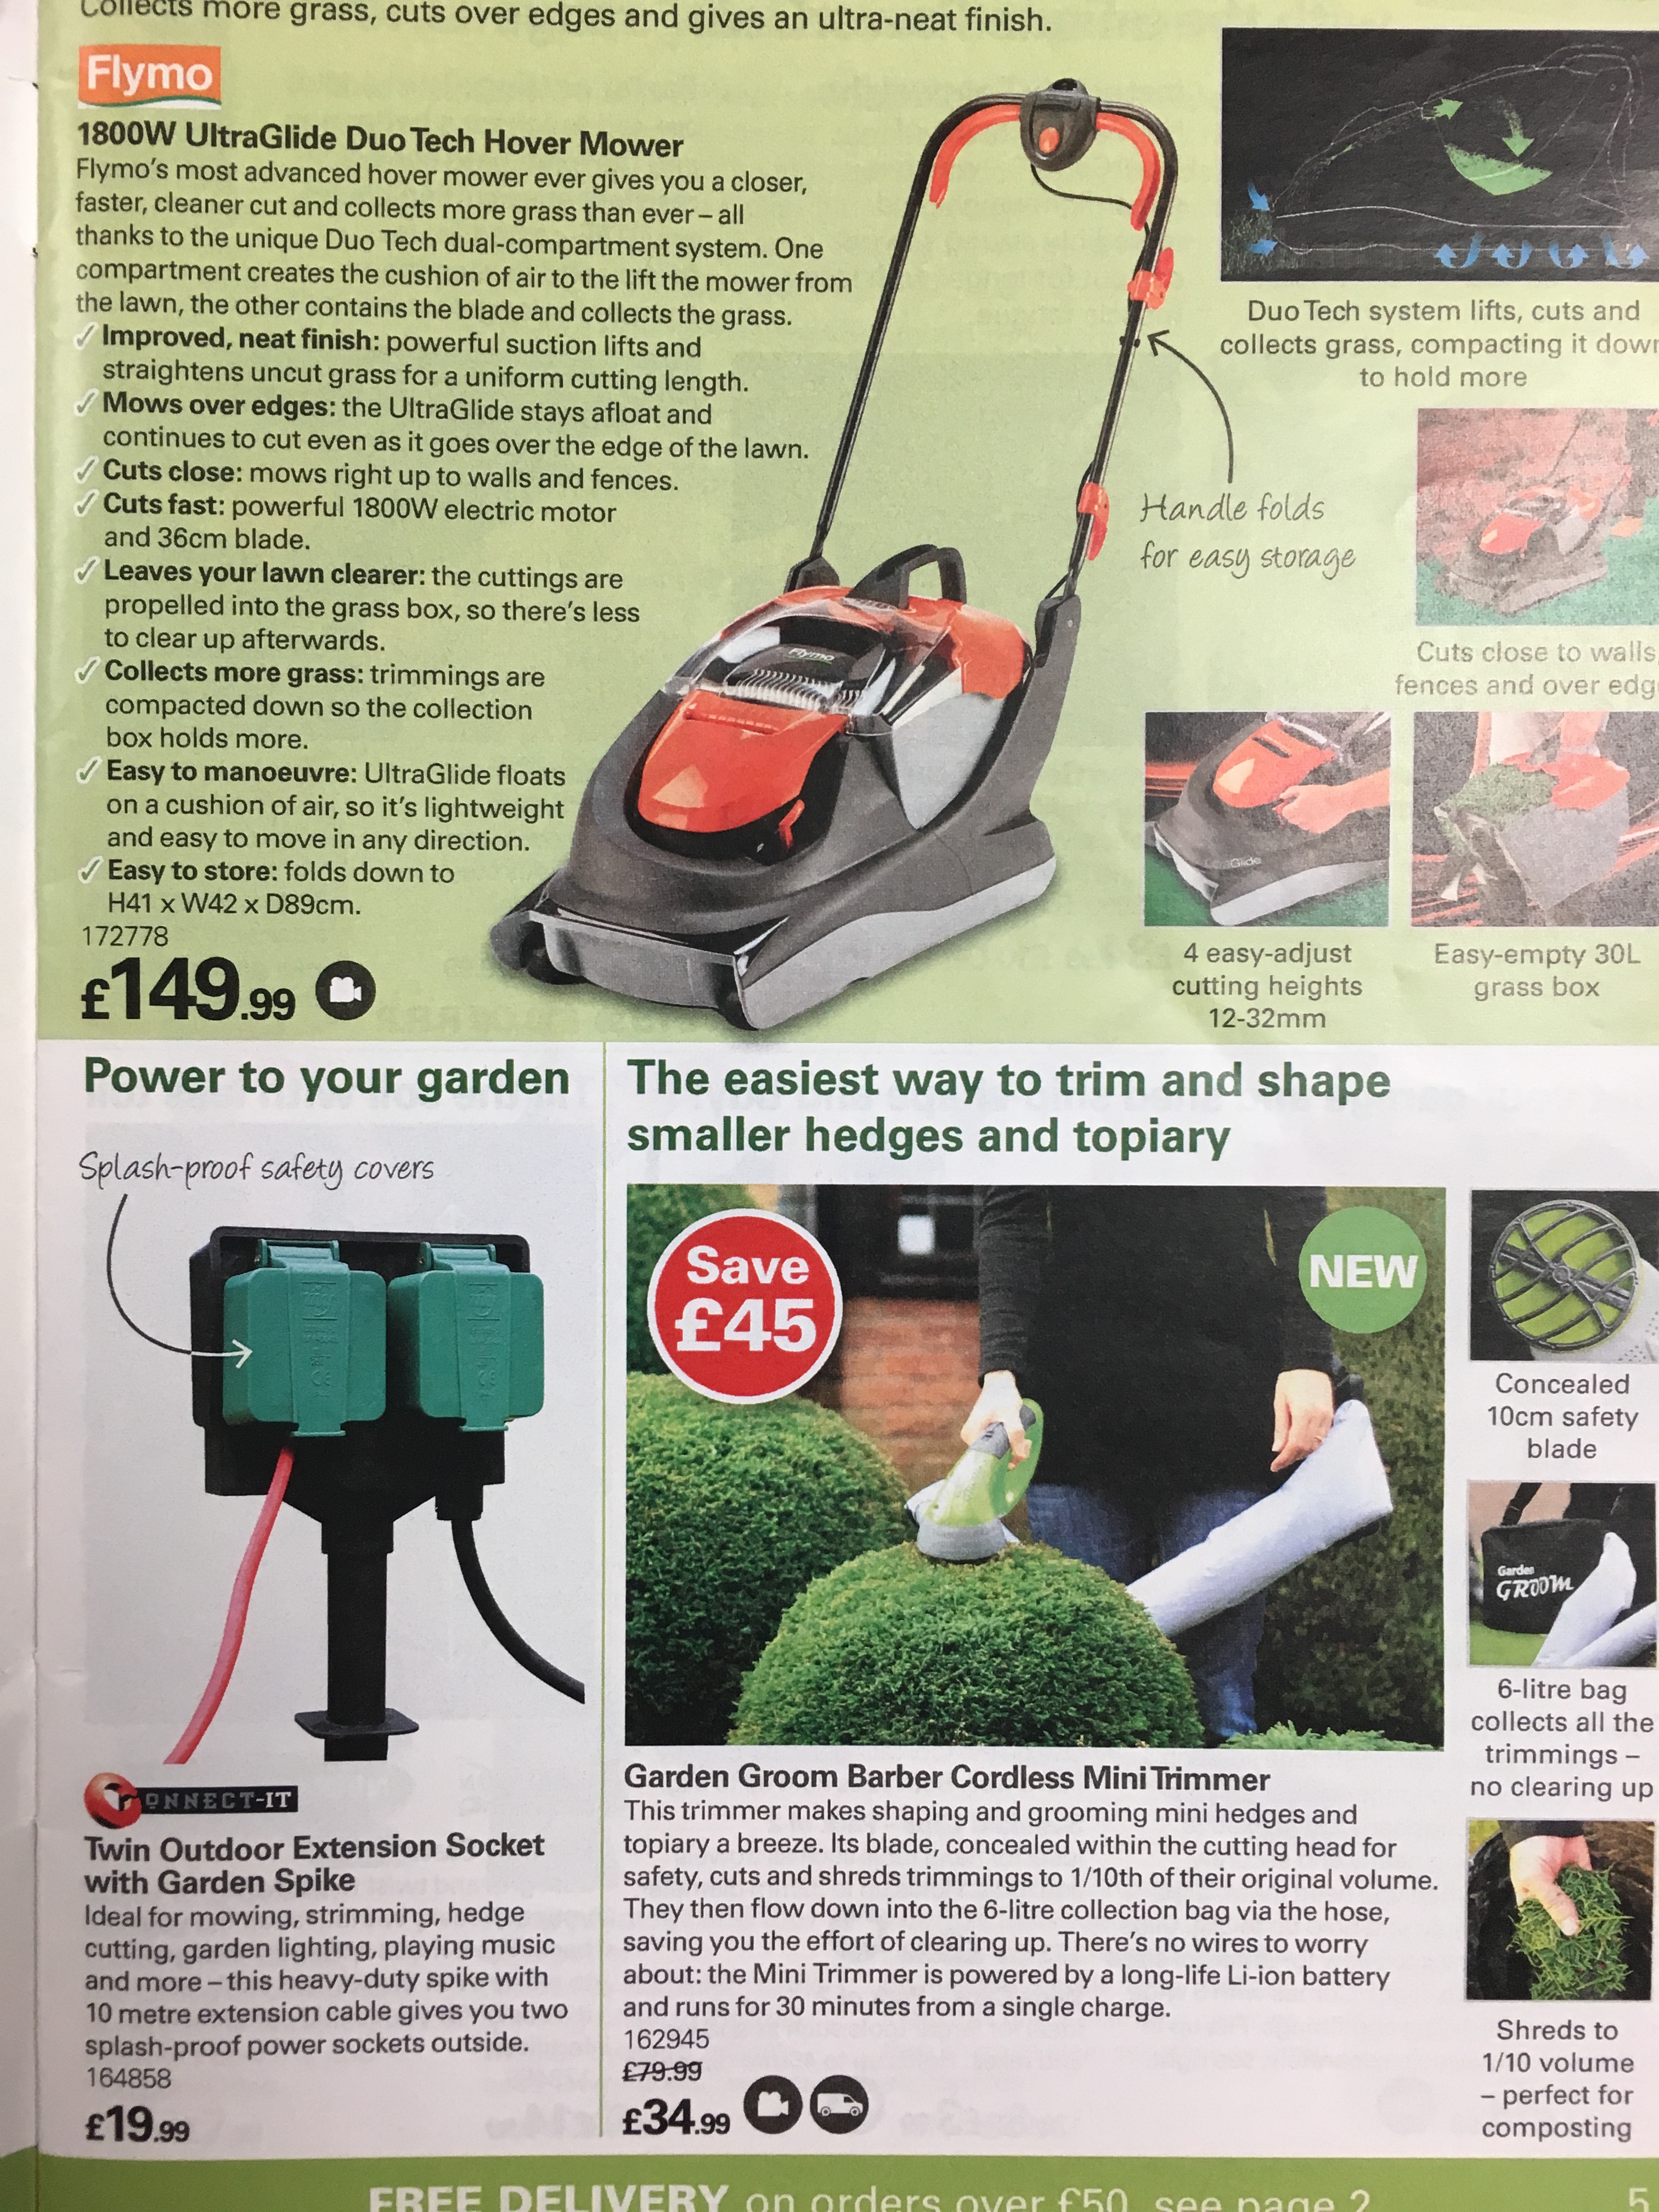 Collects more grass, cuts over edges and gives an ultra-neat finish.
Flymo
1800W UltraGlide Duo Tech Hover Mower
Flymo's most advanced hover mower ever gives you a closer,
faster, cleaner cut and collects more grass than ever – all
thanks to the unique Duo Tech dual-compartment system. One
compartment creates the cushion of air to the lift the mower from
the lawn, the other contains the blade and collects the grass.
✓ Improved, neat finish: powerful suction lifts and
straightens uncut grass for a uniform cutting length.
✓ Mows over edges: the UltraGlide stays afloat and
continues to cut even as it goes over the edge of the lawn.
✓ Cuts close: mows right up to walls and fences.
✓ Cuts fast: powerful 1800W electric motor
and 36cm blade.
✓ Leaves your lawn clearer: the cuttings are
propelled into the grass box, so there's less
to clear up afterwards.
✓ Collects more grass: trimmings are
compacted down so the collection
box holds more.
✓ Easy to manoeuvre: UltraGlide floats
on a cushion of air, so it's lightweight
and easy to move in any direction.
✓ Easy to store: folds down to
H41 x W42 x D89cm.
172778
£149.99
Flymo
Handle folds
for easy storage
Duo Tech system lifts, cuts and
collects grass, compacting it down
to hold more
Cuts close to walls,
fences and over edg
UltraGlide
4 easy-adjust
cutting heights
12-32mm
Easy-empty 30L
grass box
Power to your garden
Splash-proof safety covers
CONNECT-IT
Twin Outdoor Extension Socket
with Garden Spike
Ideal for mowing, strimming, hedge
cutting, garden lighting, playing music
and more – this heavy-duty spike with
10 metre extension cable gives you two
splash-proof power sockets outside.
164858
£19.99
The easiest way to trim and shape
smaller hedges and topiary
Save
£45
NEW
Garden Groom Barber Cordless Mini Trimmer
This trimmer makes shaping and grooming mini hedges and
topiary a breeze. Its blade, concealed within the cutting head for
safety, cuts and shreds trimmings to 1/10th of their original volume.
They then flow down into the 6-litre collection bag via the hose,
saving you the effort of clearing up. There's no wires to worry
about: the Mini Trimmer is powered by a long-life Li-ion battery
and runs for 30 minutes from a single charge.
162945
£79.99
£34.99
Concealed
10cm safety
blade
Garden
GROOM
6-litre bag
collects all the
trimmings –
no clearing up
Shreds to
1/10 volume
– perfect for
composting
FREE DELIVERY on orders over £50, see page 2
5